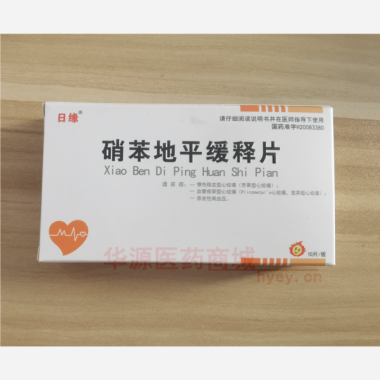 日缘®
请仔细阅读说明书并在医师指导下使用
国药准字H20083380
硝苯地平缓释片
Xiao Ben Di Ping Huan Shi Pian
适应症：一 慢性稳定型心绞痛（劳累型心绞痛）；
一 血管痉挛型心绞痛（Prinzmetal's心绞痛、变异型心绞痛）；
一 原发性高血压。
华源医药商城
hyey.cn